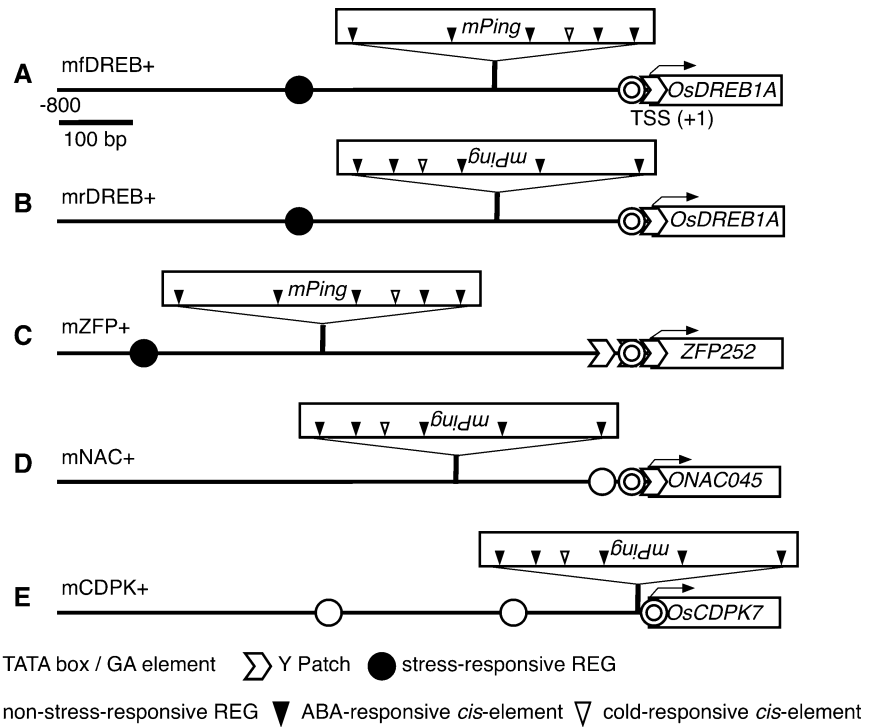 mPing
A mfDREB+ OsDREB1A
-800 TSS (+1)
100 bp
mPing
B mrDREB+ OsDREB1A
mPing
C mZFP+ ZFP252
mPing
D mNAC+ ONAC045
mPing
E mCDPK+ OsCDPK7
TATA box / GA element Y Patch stress-responsive REG
non-stress-responsive REG ABA-responsive cis-element cold-responsive cis-element